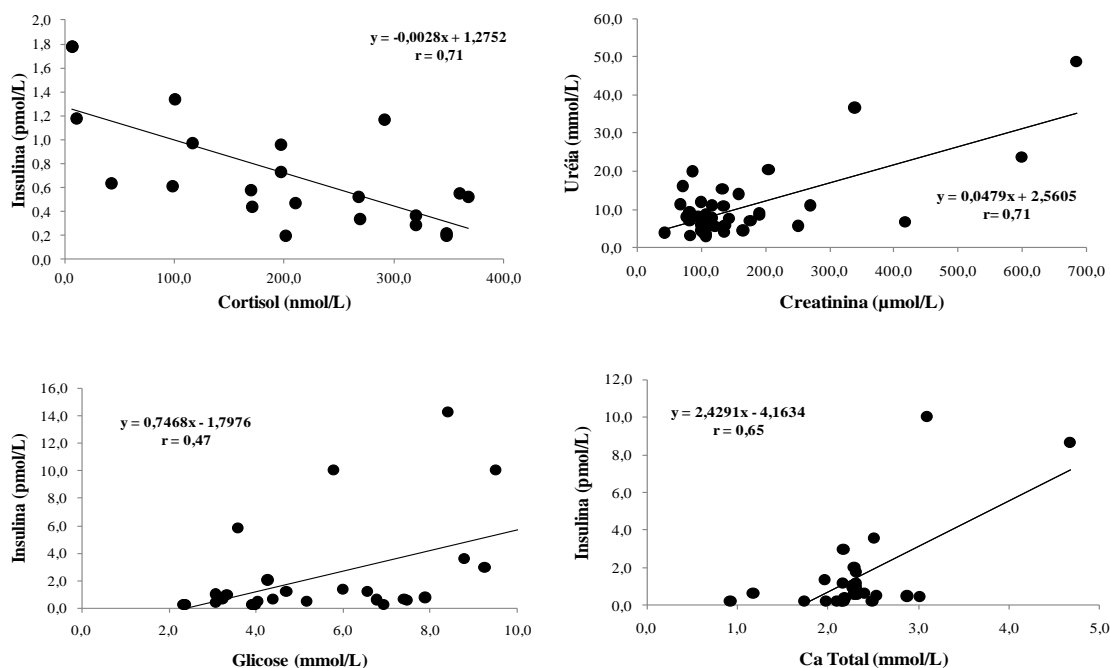 2,0
1,8
1,6
1,4
1,2
1,0
0,8
0,6
0,4
0,2
0,0
Insulina (pmol/L)
y = -0,0028x + 1,2752
r = 0,71
0,0 100,0 200,0 300,0 400,0
Cortisol (nmol/L)
60,0
50,0
40,0
30,0
20,0
10,0
0,0
Uréia (mmol/L)
y = 0,0479x + 2,5605
r= 0,71
0,0 100,0 200,0 300,0 400,0 500,0 600,0 700,0
Creatinina (µmol/L)
16,0
14,0
12,0
10,0
8,0
6,0
4,0
2,0
0,0
Insulina (pmol/L)
y = 0,7468x - 1,7976
r = 0,47
0,0 2,0 4,0 6,0 8,0 10,0
Glicose (mmol/L)
12,0
10,0
8,0
6,0
4,0
2,0
0,0
Insulina (pmol/L)
y = 2,4291x - 4,1634
r = 0,65
0,0 1,0 2,0 3,0 4,0 5,0
Ca Total (mmol/L)